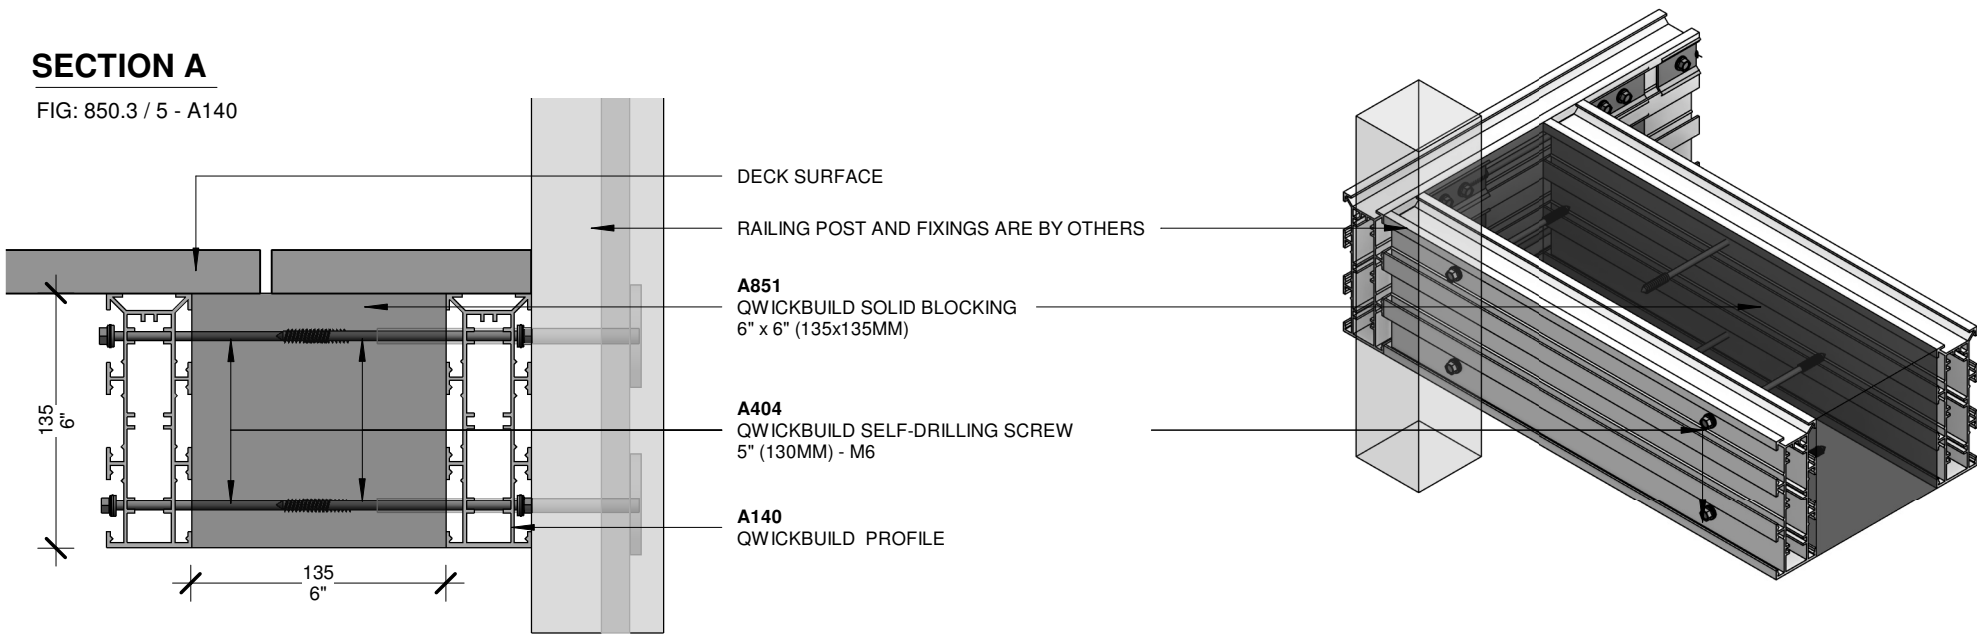 SECTION A
FIG: 850.3 / 5 - A140
DECK SURFACE
RAILING POST AND FIXINGS ARE BY OTHERS
A851
QWICKBUILD SOLID BLOCKING
6" x 6" (135x135MM)
A404
QWICKBUILD SELF-DRILLING SCREW
5" (130MM) - M6
A140
QWICKBUILD PROFILE
135
6"
135
6"